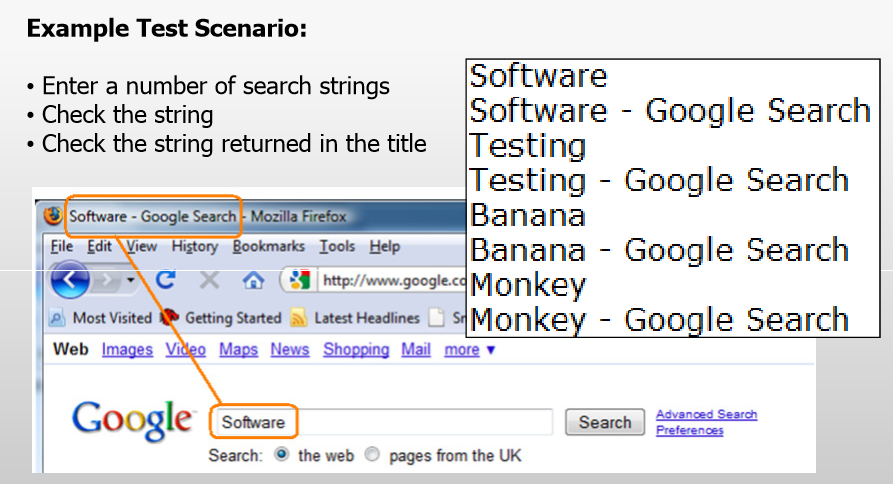 Example Test Scenario:
• Enter a number of search strings
• Check the string
• Check the string returned in the title
Software
Software - Google Search
Testing
Testing - Google Search
Banana
Banana - Google Search
Monkey
Monkey - Google Search
Software - Google Search - Mozilla Firefox
File Edit View History Bookmarks Tools Help
http://www.google.co
Most Visited Getting Started Latest Headlines
Web Images Video Maps News Shopping Mail more ▼
Google Software Search
Advanced Search
Preferences
Search: the web pages from the UK